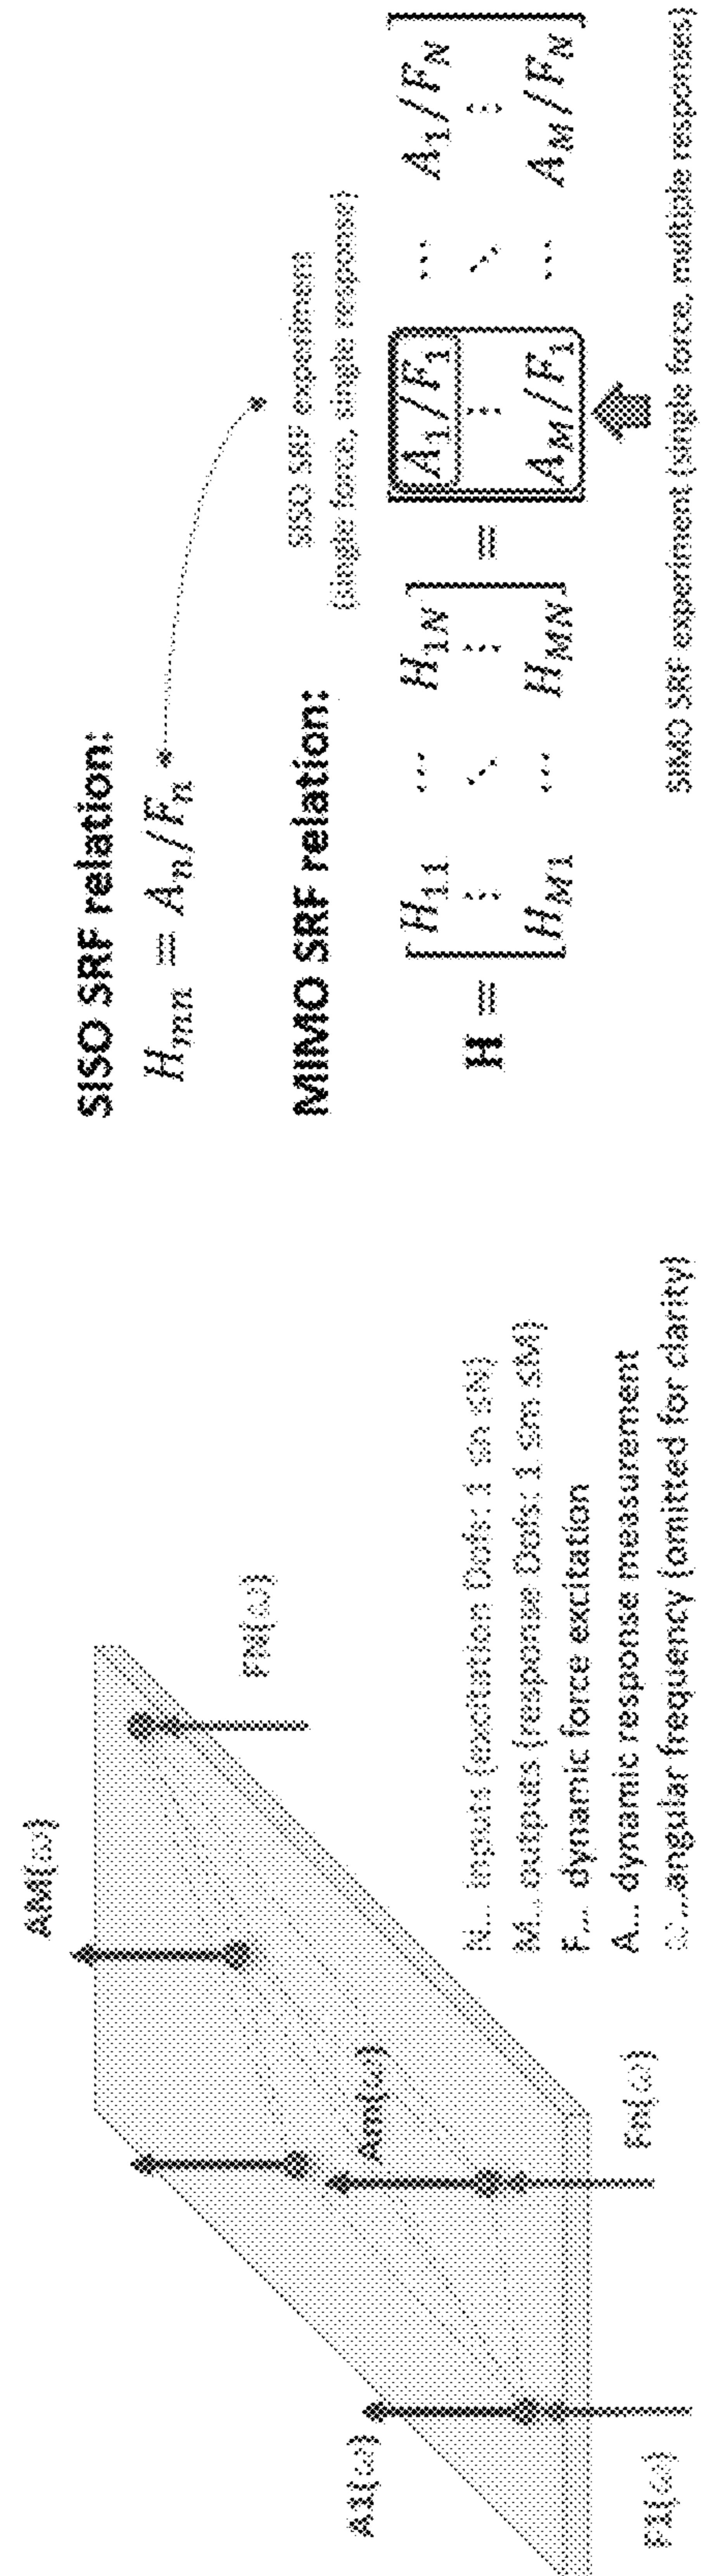 AM(ω)
FN(ω)
Am(ω)
A1(ω)
Fn(ω)
F1(ω)
N... inputs (excitation Dofs: 1 ≤n ≤N)
M... outputs (response Dofs: 1 ≤m ≤M)
F... dynamic force excitation
A... dynamic response measurement
ω...angular frequency (omitted for clarity)
SISO SRF relation:
H_mn = A_n/F_n
SISO SRF experiment
(single force, single response)
MIMO SRF relation:
H = [ H_11 ⋯ H_1N ] = [ A_1/F_1 ⋯ A_1/F_N ]
⋮ ⋱ ⋮ ⋮ ⋱ ⋮
H_M1 ⋯ H_MN A_M/F_1 ⋯ A_M/F_N
SIMO SRF experiment (single force, multiple responses)